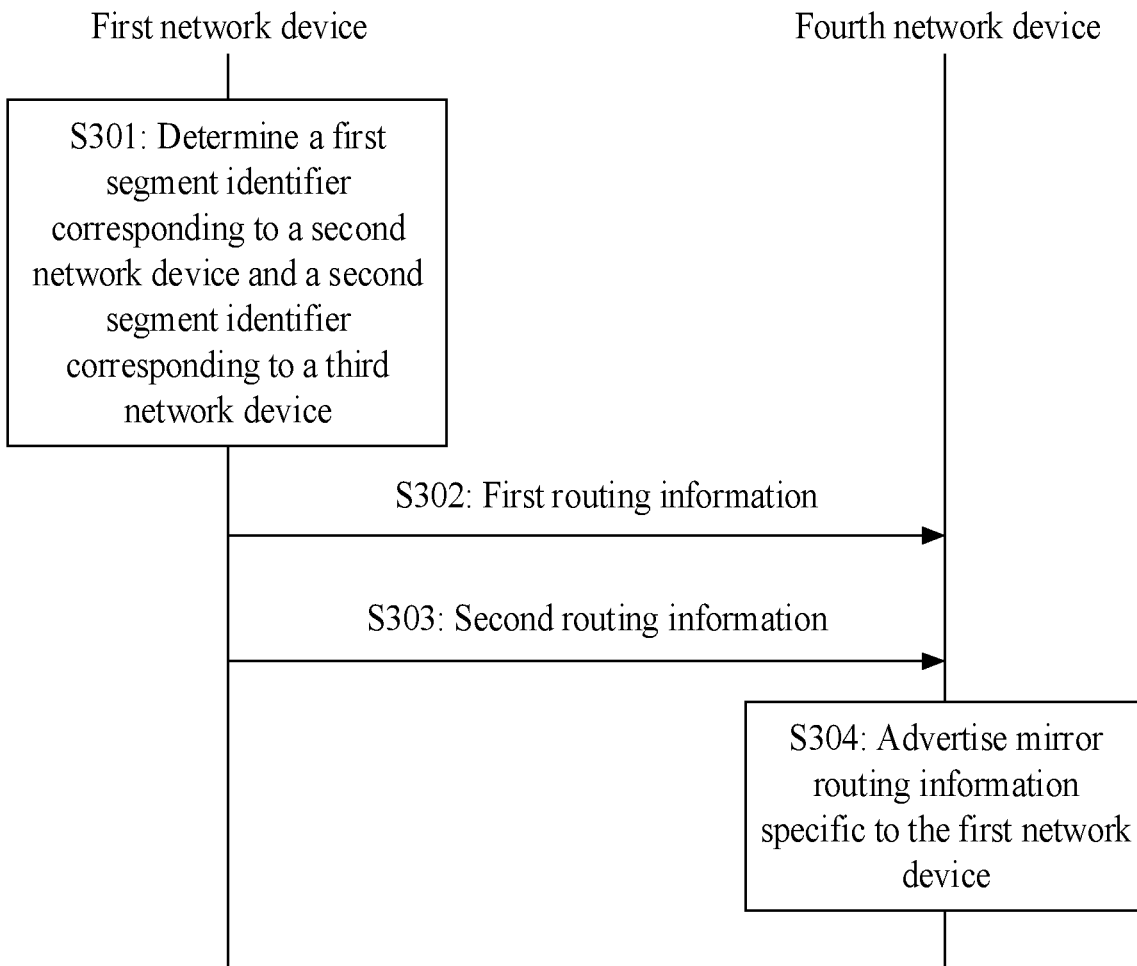 First network device
Fourth network device
S301: Determine a first
segment identifier
corresponding to a second
network device and a second
segment identifier
corresponding to a third
network device
S302: First routing information
S303: Second routing information
S304: Advertise mirror
routing information
specific to the first network
device